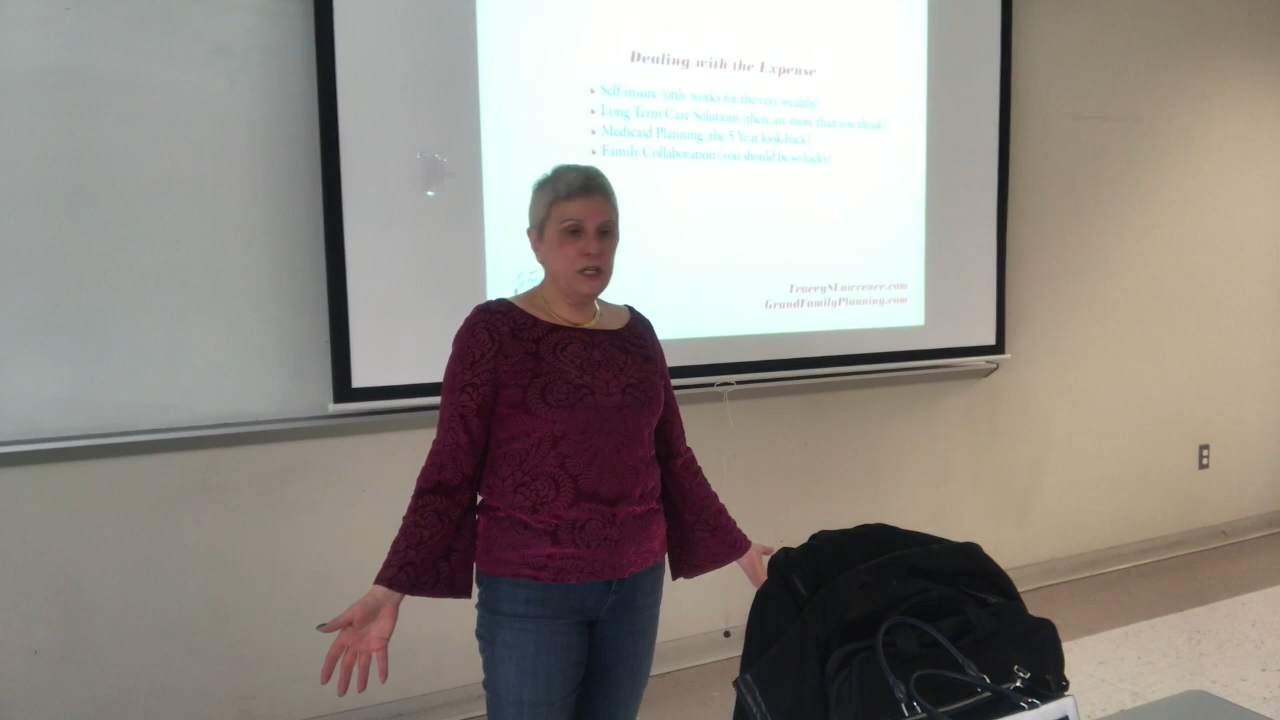 Dealing with the Expense
Self-insure (only works for the very wealthy)
Long Term Care Solutions (there are more than you think)
Medicaid Planning (the 5 Year look back)
Family Collaboration (you should be so lucky)
TraceySLawrence.com
GrandFamilyPlanning.com